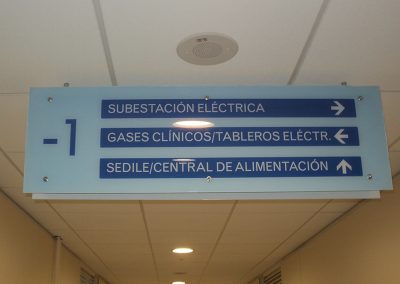 -1
SUBESTACIÓN ELÉCTRICA →
GASES CLÍNICOS/TABLEROS ELÉCTR. ←
SEDILE/CENTRAL DE ALIMENTACIÓN ↑